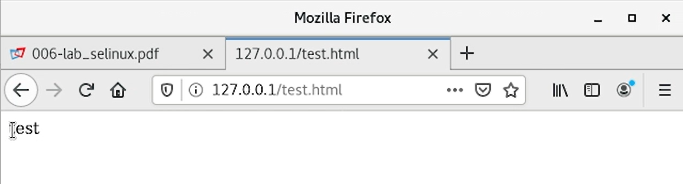 Mozilla Firefox
006-lab_selinux.pdf
127.0.0.1/test.html
127.0.0.1/test.html
test